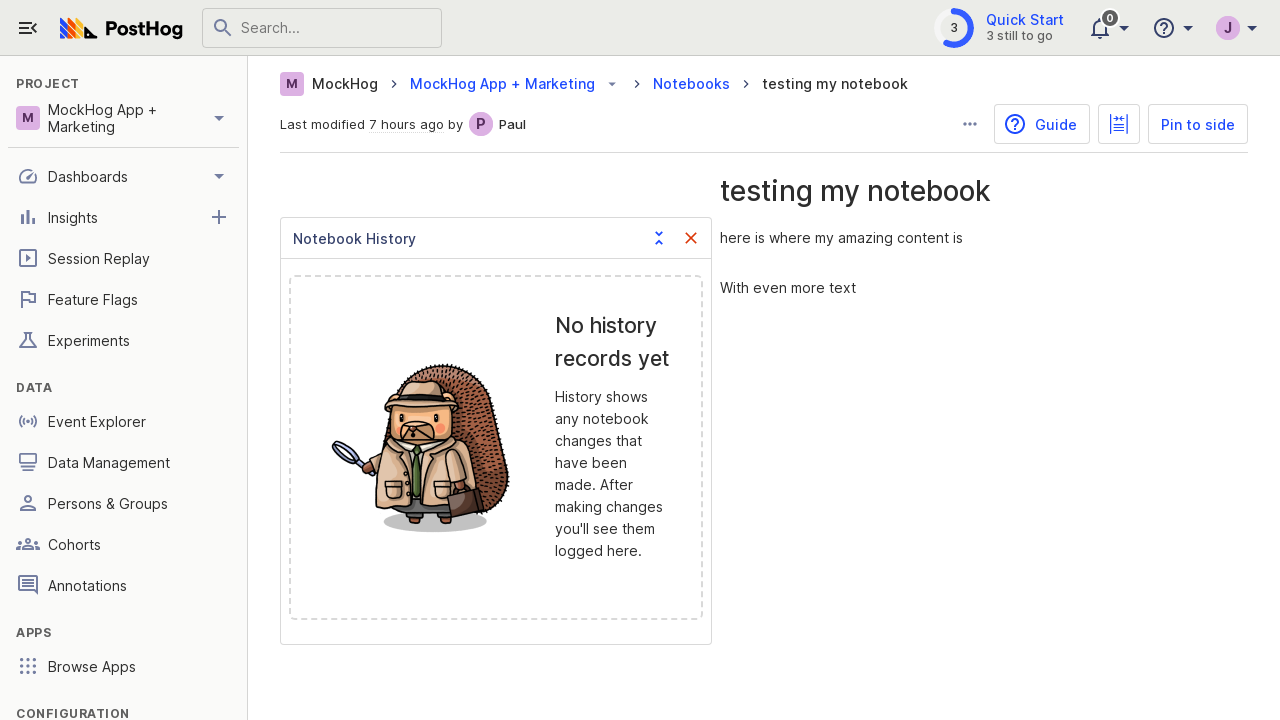 PostHog
Search...
3
Quick Start
3 still to go
0
J
PROJECT
M
MockHog App +
Marketing
Dashboards
Insights
Session Replay
Feature Flags
Experiments
DATA
Event Explorer
Data Management
Persons & Groups
Cohorts
Annotations
APPS
Browse Apps
CONFIGURATION
M MockHog MockHog App + Marketing Notebooks testing my notebook
Last modified 7 hours ago by P Paul
Guide
Pin to side
Notebook History
No history
records yet
History shows
any notebook
changes that
have been
made. After
making changes
you'll see them
logged here.
testing my notebook
here is where my amazing content is
With even more text